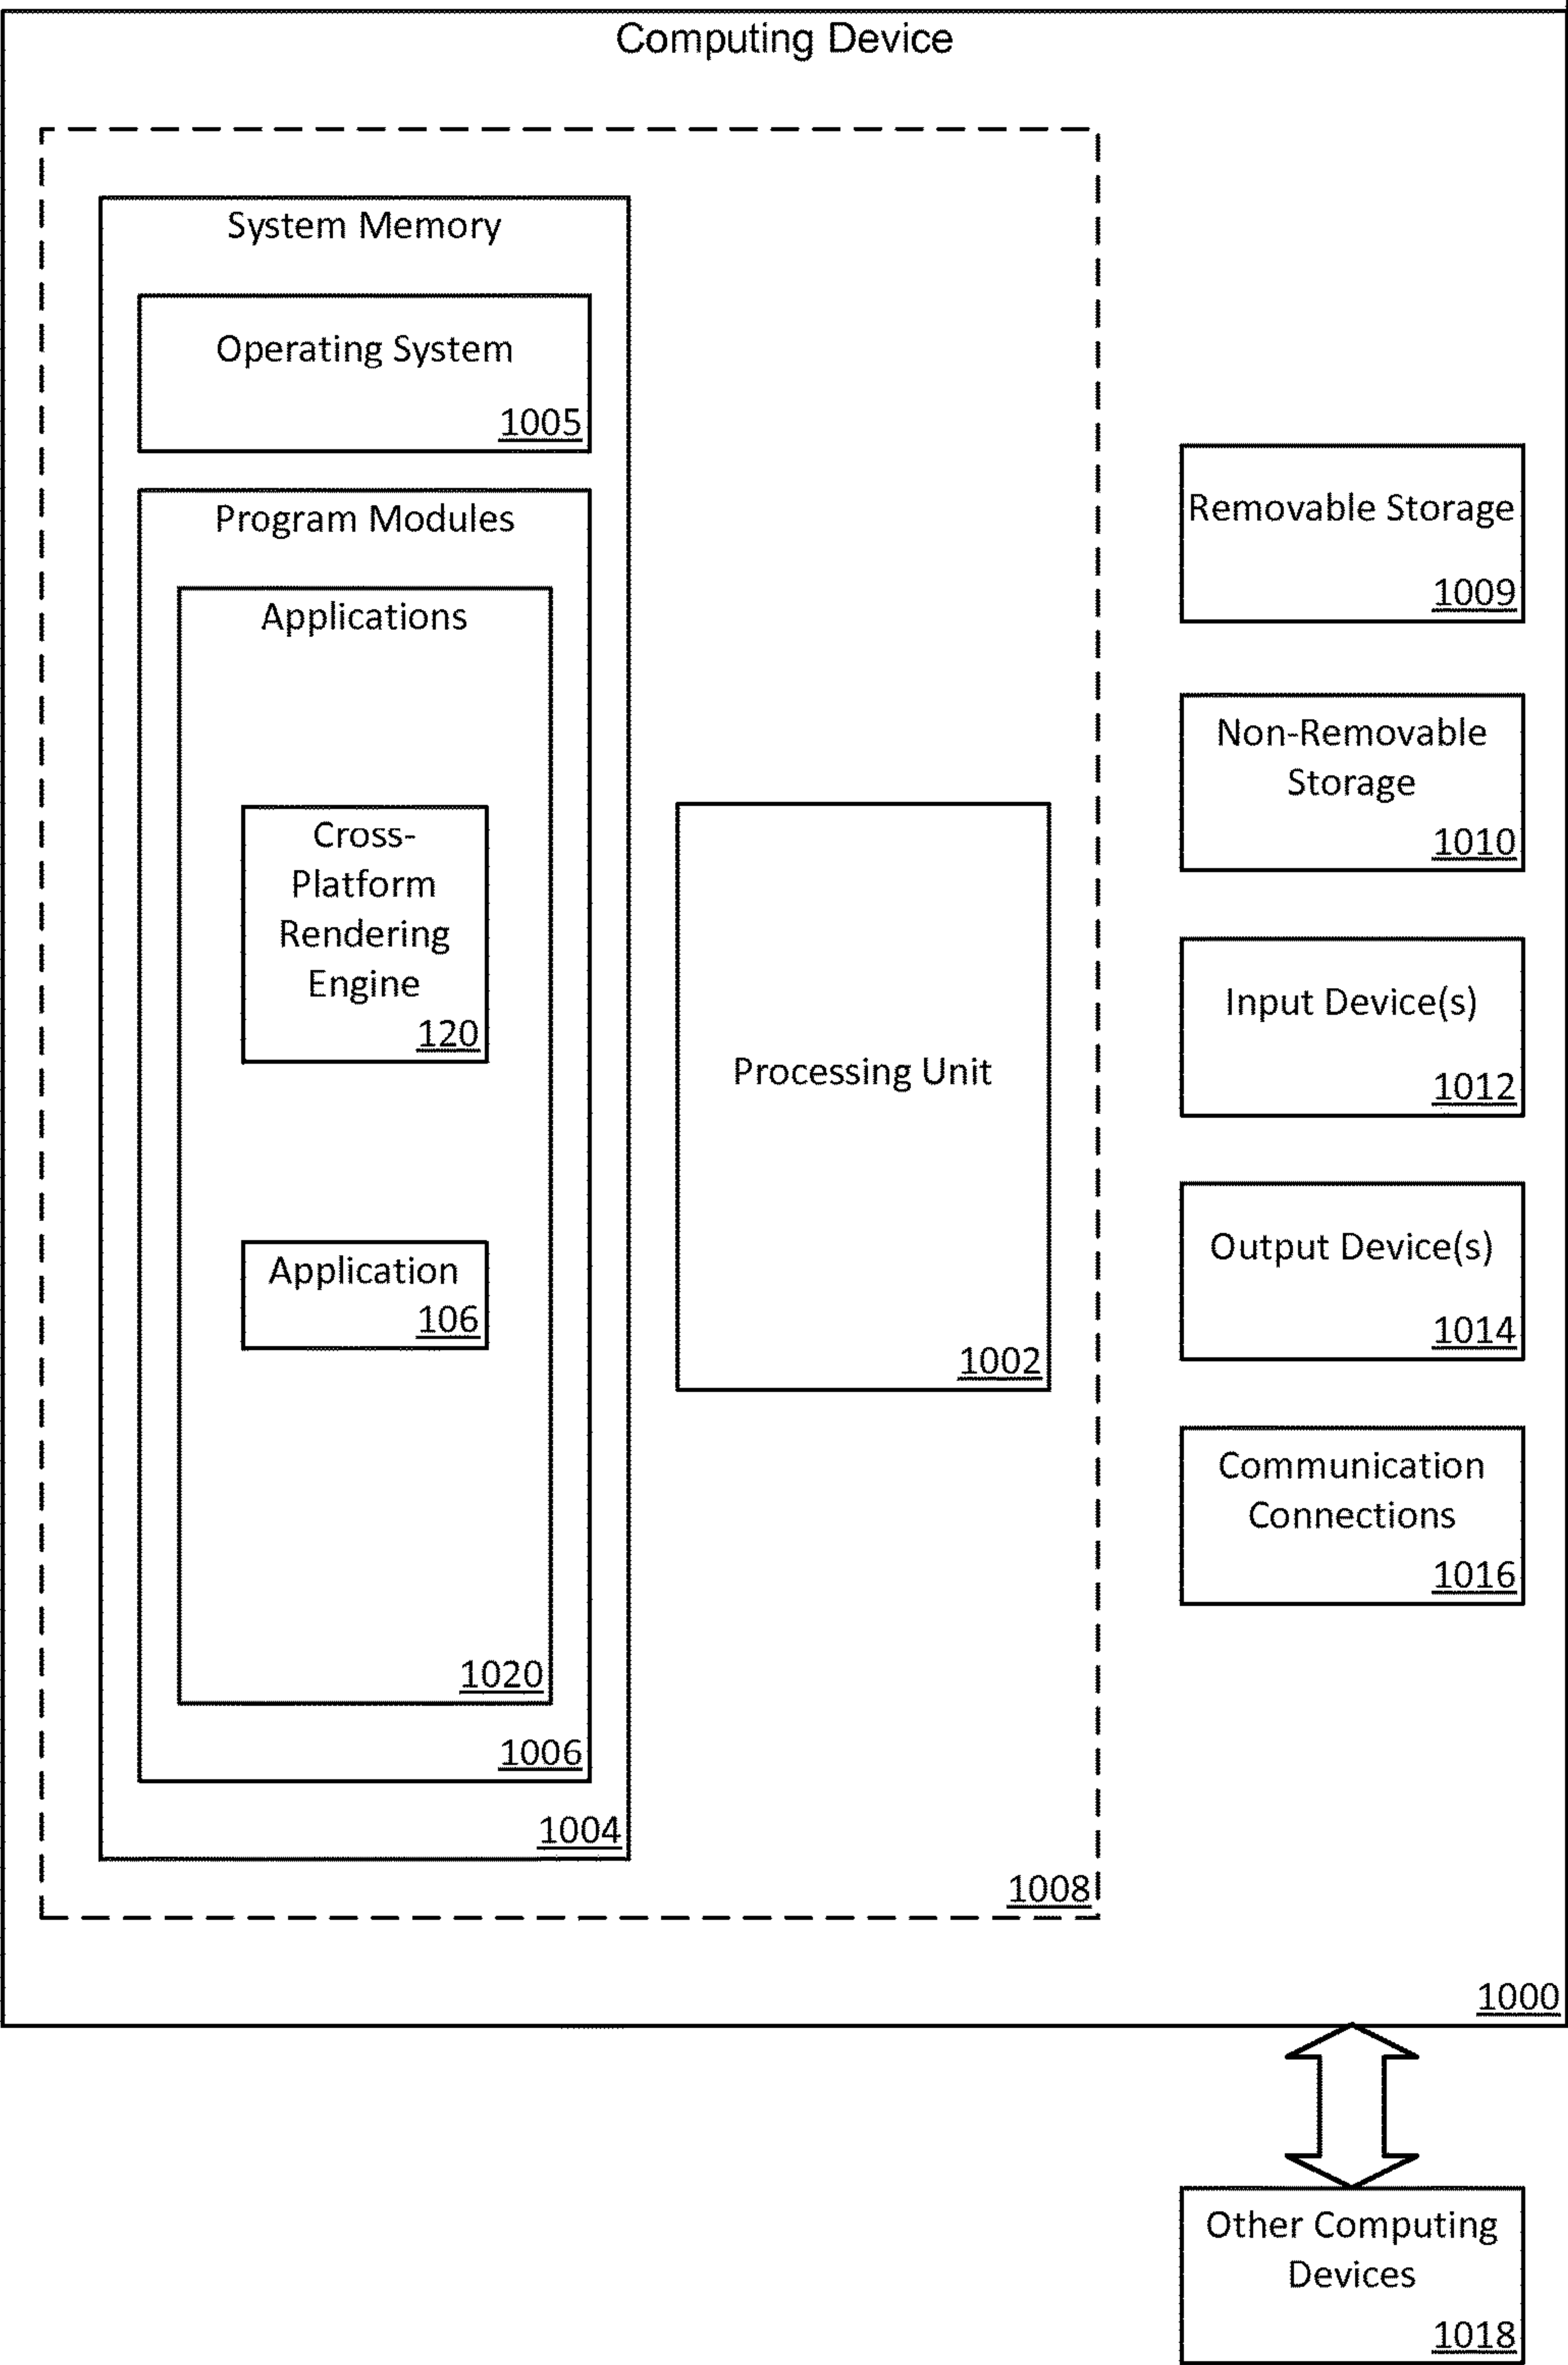 Computing Device
System Memory
Operating System
1005
Program Modules
Applications
Cross-
Platform
Rendering
Engine
120
Application
106
1020
1006
1004
Processing Unit
1002
1008
Removable Storage
1009
Non-Removable
Storage
1010
Input Device(s)
1012
Output Device(s)
1014
Communication
Connections
1016
1000
Other Computing
Devices
1018